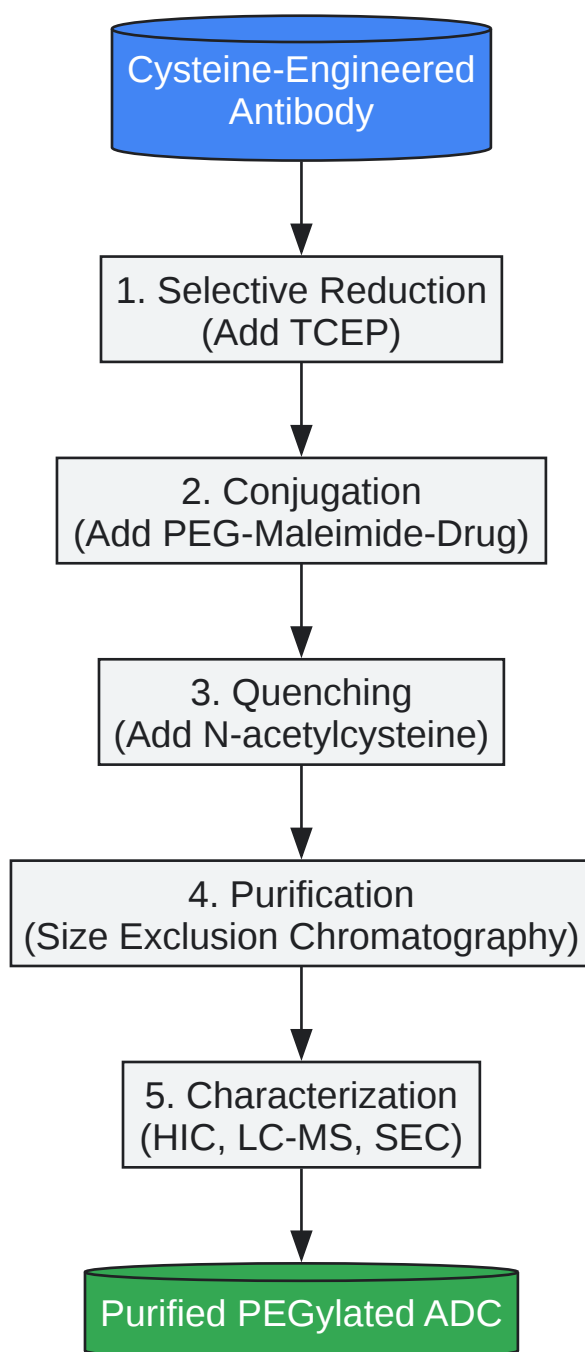 Cysteine-Engineered
Antibody
1. Selective Reduction
(Add TCEP)
2. Conjugation
(Add PEG-Maleimide-Drug)
3. Quenching
(Add N-acetylcysteine)
4. Purification
(Size Exclusion Chromatography)
5. Characterization
(HIC, LC-MS, SEC)
Purified PEGylated ADC